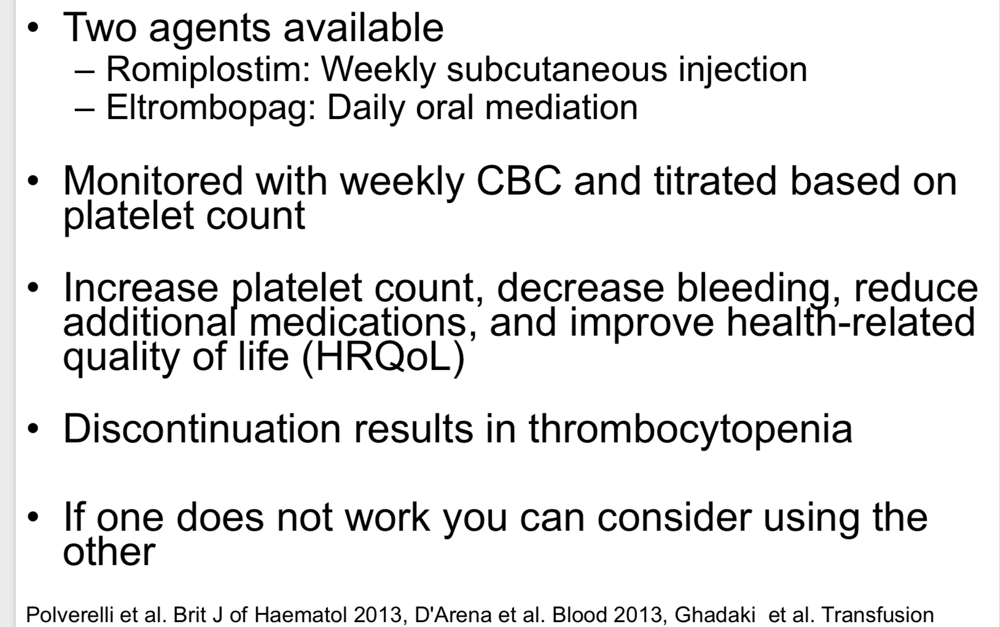 • Two agents available
– Romiplostim: Weekly subcutaneous injection
– Eltrombopag: Daily oral mediation
• Monitored with weekly CBC and titrated based on
platelet count
• Increase platelet count, decrease bleeding, reduce
additional medications, and improve health-related
quality of life (HRQoL)
• Discontinuation results in thrombocytopenia
• If one does not work you can consider using the
other
Polverelli et al. Brit J of Haematol 2013, D'Arena et al. Blood 2013, Ghadaki et al. Transfusion